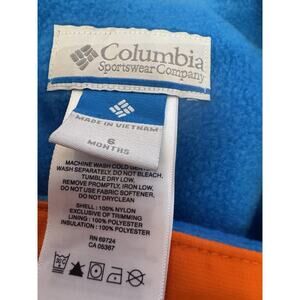 Columbia
Sportswear Company
MADE IN VIETNAM
6
MONTHS
MACHINE WASH COLD GENTLE
WASH SEPARATELY, DO NOT BLEACH,
TUMBLE DRY LOW,
REMOVE PROMPTLY, IRON LOW,
DO NOT USE FABRIC SOFTENER,
DO NOT DRYCLEAN
SHELL : 100% NYLON
EXCLUSIVE OF TRIMMING
LINING : 100% POLYESTER
INSULATION : 100% POLYESTER
RN 69724
CA 05367